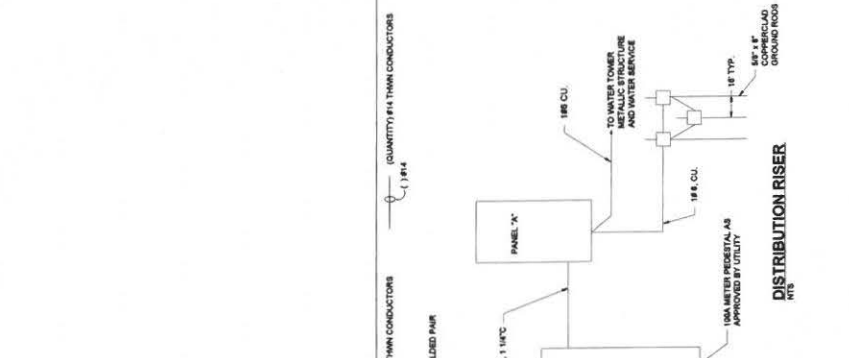 (QUANTITY) #14 THWN CONDUCTORS
( ) #14
THWN CONDUCTORS
LDED PAIR
1#6 CU.
TO WATER TOWER
METALLIC STRUCTURE
AND WATER SERVICE
16' TYP.
5/8" x 8'
COPPERCLAD
GROUND RODS
PANEL "A"
1# 6, CU.
, 1 1/4"C
100A METER PEDESTAL AS
APPROVED BY UTILITY
DISTRIBUTION RISER
NTS